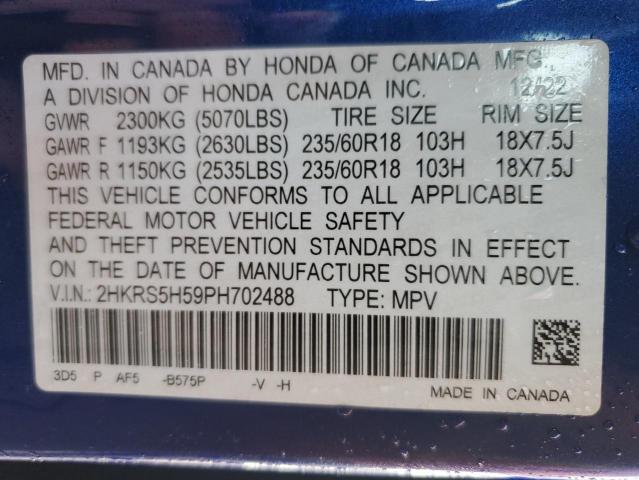 MFD. IN CANADA BY HONDA OF CANADA MFG.,
A DIVISION OF HONDA CANADA INC. 12/22
GVWR 2300KG (5070LBS) TIRE SIZE RIM SIZE
GAWR F 1193KG (2630LBS) 235/60R18 103H 18X7.5J
GAWR R 1150KG (2535LBS) 235/60R18 103H 18X7.5J
THIS VEHICLE CONFORMS TO ALL APPLICABLE
FEDERAL MOTOR VEHICLE SAFETY
AND THEFT PREVENTION STANDARDS IN EFFECT
ON THE DATE OF MANUFACTURE SHOWN ABOVE.
V.I.N.: 2HKRS5H59PH702488 TYPE: MPV
3D5 P AF5 -B575P -V -H
MADE IN CANADA